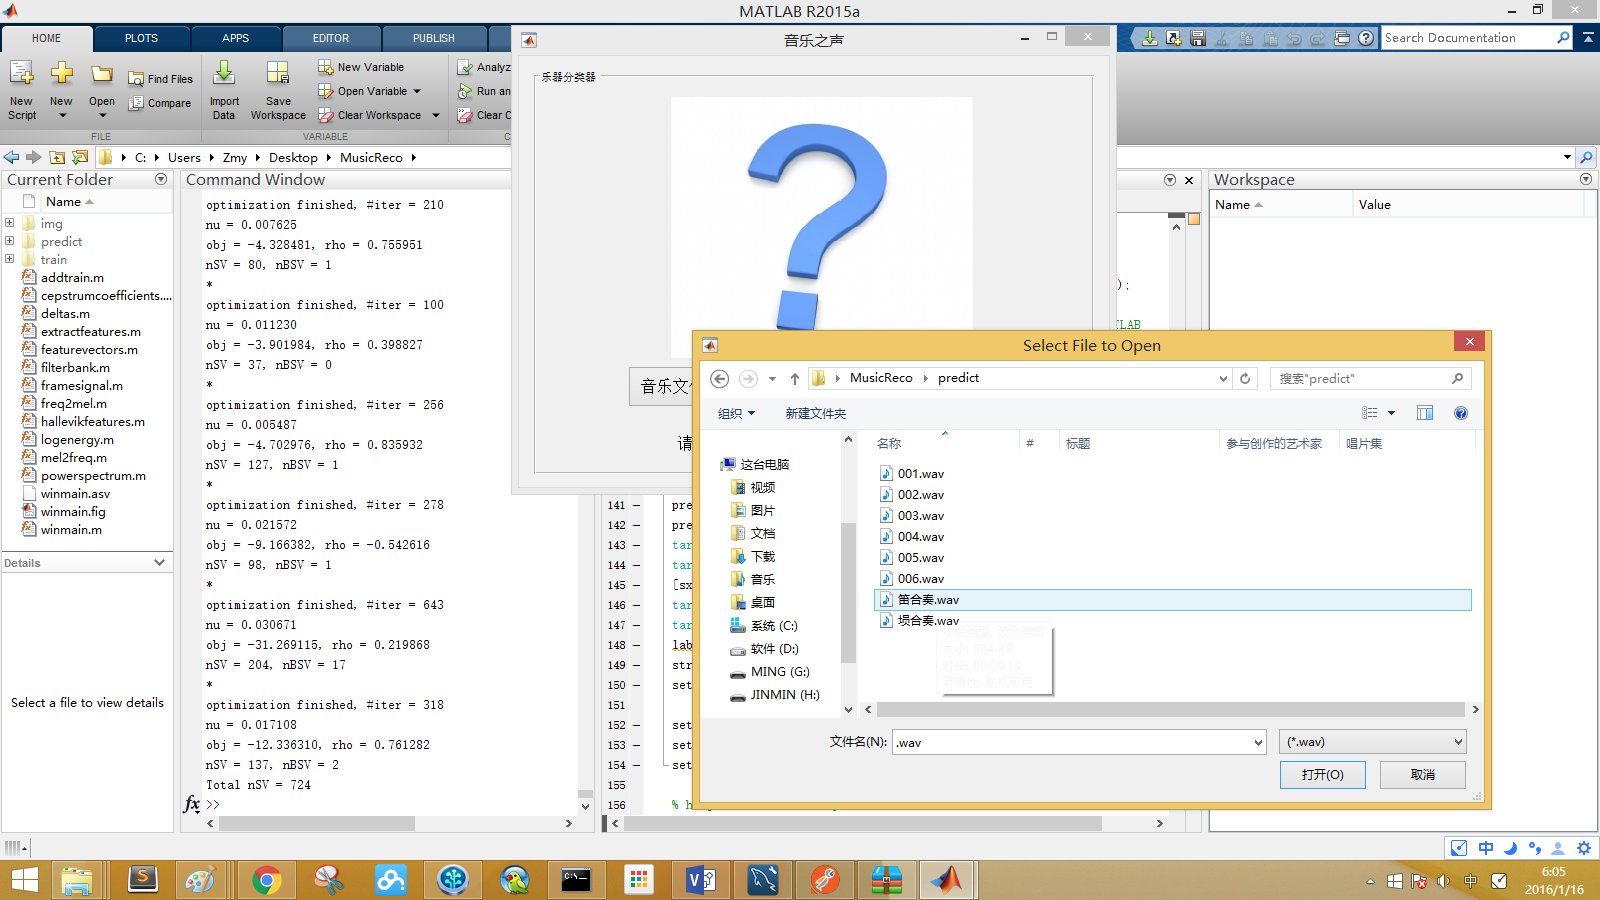 MATLAB R2015a
HOME
PLOTS
APPS
EDITOR
PUBLISH
Search Documentation
New Script
New
Open
Find Files
Compare
Import Data
Save Workspace
New Variable
Open Variable
Clear Workspace
Analyz
Run an
Clear C
FILE
VARIABLE
C
C:
Users
Zmy
Desktop
MusicReco
Current Folder
Name
img
predict
train
addtrain.m
cepstrumcoefficients....
deltas.m
extractfeatures.m
featurevectors.m
filterbank.m
framesignal.m
freq2mel.m
hallevikfeatures.m
logenergy.m
mel2freq.m
powerspectrum.m
winmain.asv
winmain.fig
winmain.m
Details
Select a file to view details
Command Window
optimization finished, #iter = 210
nu = 0.007625
obj = -4.328481, rho = 0.755951
nSV = 80, nBSV = 1
*
optimization finished, #iter = 100
nu = 0.011230
obj = -3.901984, rho = 0.398827
nSV = 37, nBSV = 0
*
optimization finished, #iter = 256
nu = 0.005487
obj = -4.702976, rho = 0.835932
nSV = 127, nBSV = 1
*
optimization finished, #iter = 278
nu = 0.021572
obj = -9.166382, rho = -0.542616
nSV = 98, nBSV = 1
*
optimization finished, #iter = 643
nu = 0.030671
obj = -31.269115, rho = 0.219868
nSV = 204, nBSV = 17
*
optimization finished, #iter = 318
nu = 0.017108
obj = -12.336310, rho = 0.761282
nSV = 137, nBSV = 2
Total nSV = 724
fx >>
音乐之声
乐器分类器
音乐文
请
);
TLAB
141 - pre
142 - pre
143 - tar
144 - tar
145 - [sx
146 - tar
147 - tar
148 - lab
149 - str
150 - set
151
152 - set
153 - set
154 - set
155
156 % h
Workspace
Name
Value
Select File to Open
MusicReco
predict
搜索"predict"
组织
新建文件夹
名称
#
标题
参与创作的艺术家
唱片集
这台电脑
视频
图片
文档
下载
音乐
桌面
系统 (C:)
软件 (D:)
MING (G:)
JINMIN (H:)
001.wav
002.wav
003.wav
004.wav
005.wav
006.wav
笛合奏.wav
埙合奏.wav
文件名(N):
.wav
(*.wav)
打开(O)
取消
中
中
6:05
2016/1/16